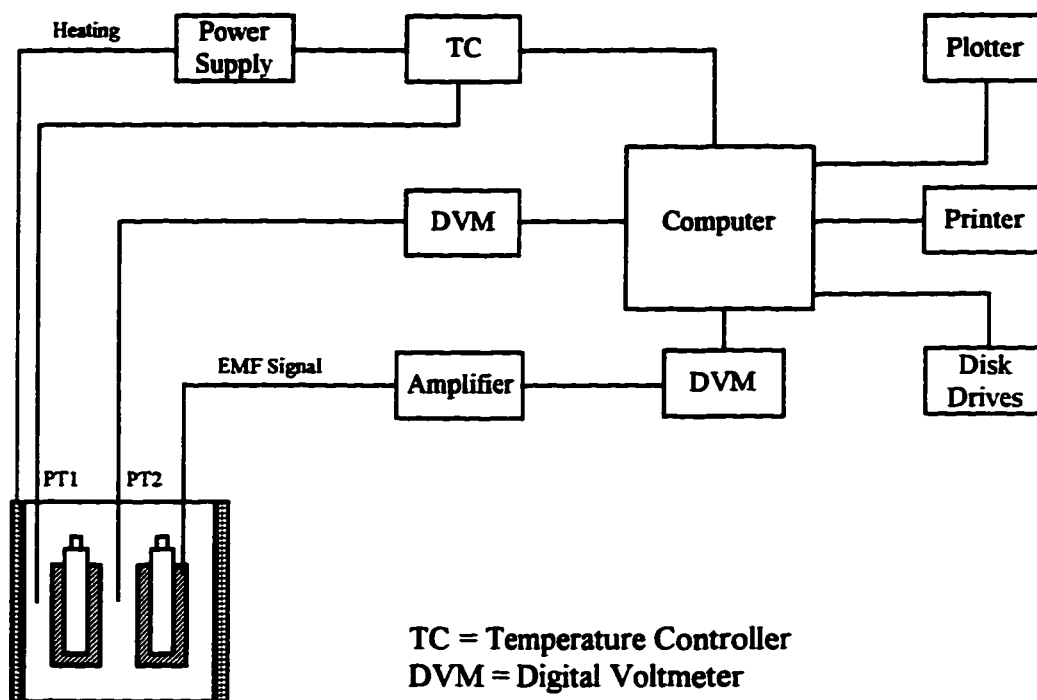 Heating
Power
Supply
TC
Plotter
DVM
Computer
Printer
EMF Signal
Amplifier
DVM
Disk
Drives
PT1
PT2
TC = Temperature Controller
DVM = Digital Voltmeter